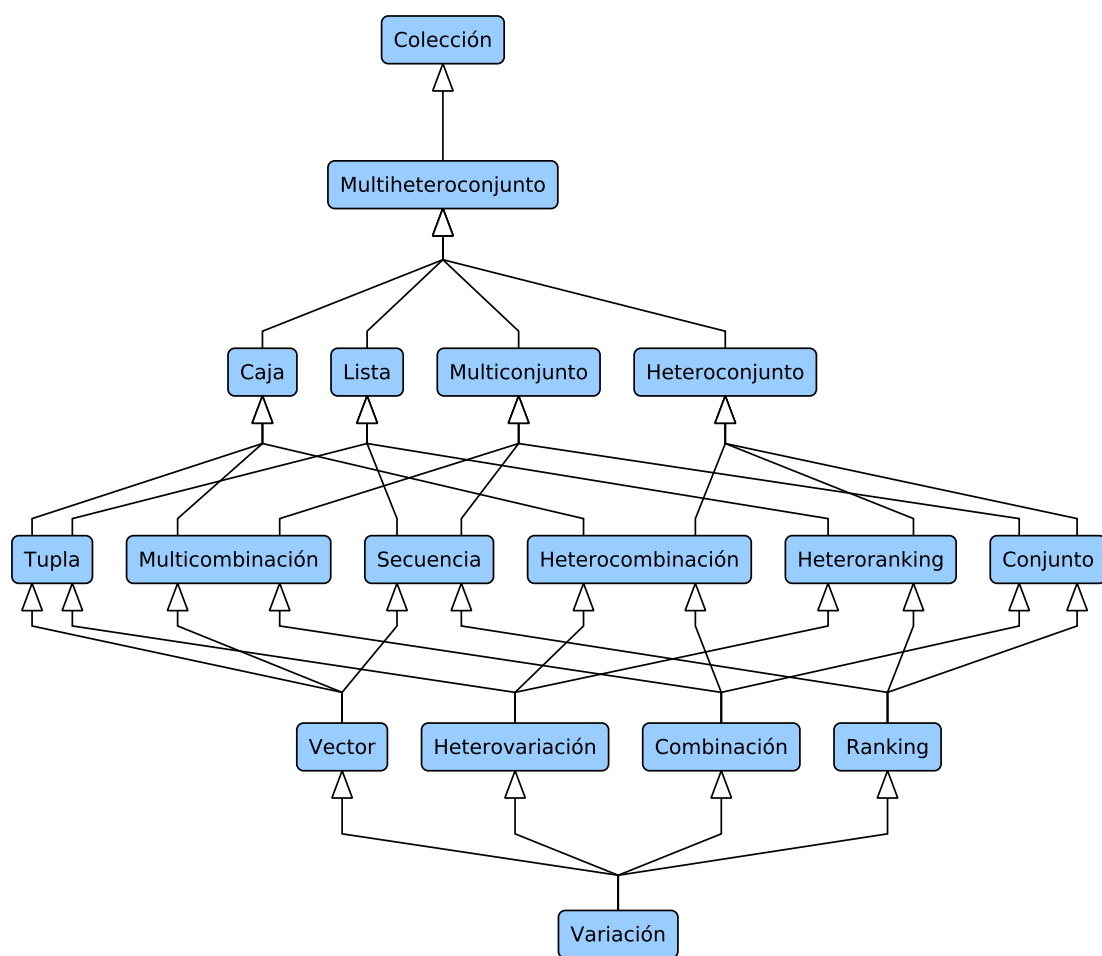 Colección
Multiheteroconjunto
Caja
Lista
Multiconjunto
Heteroconjunto
Tupla
Multicombinación
Secuencia
Heterocombinación
Heteroranking
Conjunto
Vector
Heterovariación
Combinación
Ranking
Variación